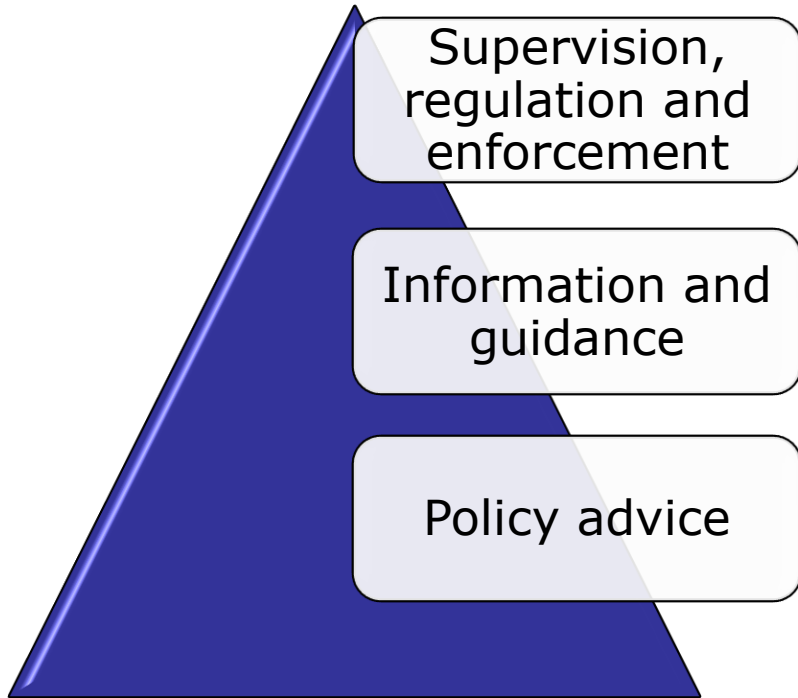 Supervision,
regulation and
enforcement
Information and
guidance
Policy advice